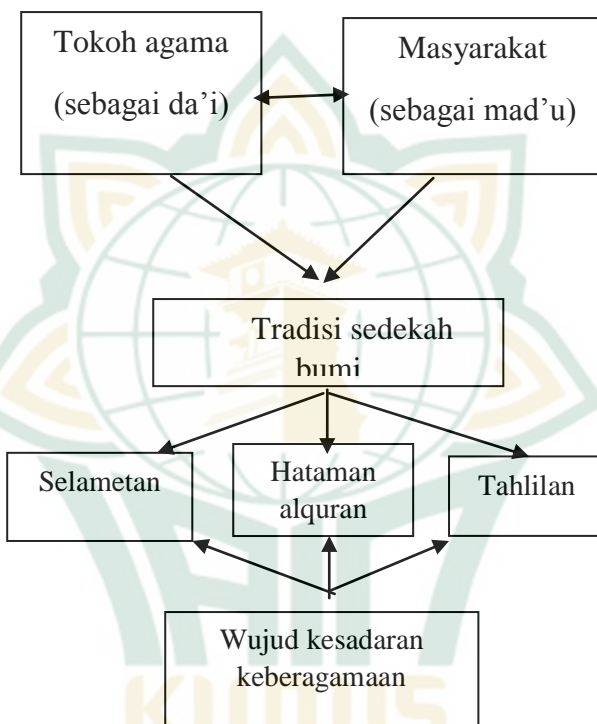 Tokoh agama
(sebagai da’i)
Masyarakat
(sebagai mad’u)
Tradisi sedekah
bumi
Selametan
Hataman
alquran
Tahlilan
Wujud kesadaran
keberagamaan
KUDUS